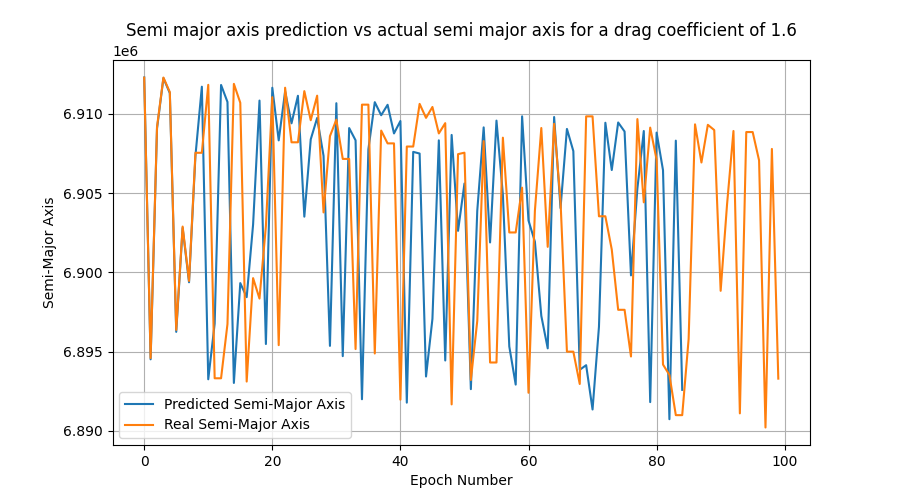 Semi major axis prediction vs actual semi major axis for a drag coefficient of 1.6
1e6
6.910
6.905
6.900
6.895
6.890
Semi-Major Axis
Predicted Semi-Major Axis
Real Semi-Major Axis
0 20 40 60 80 100
Epoch Number